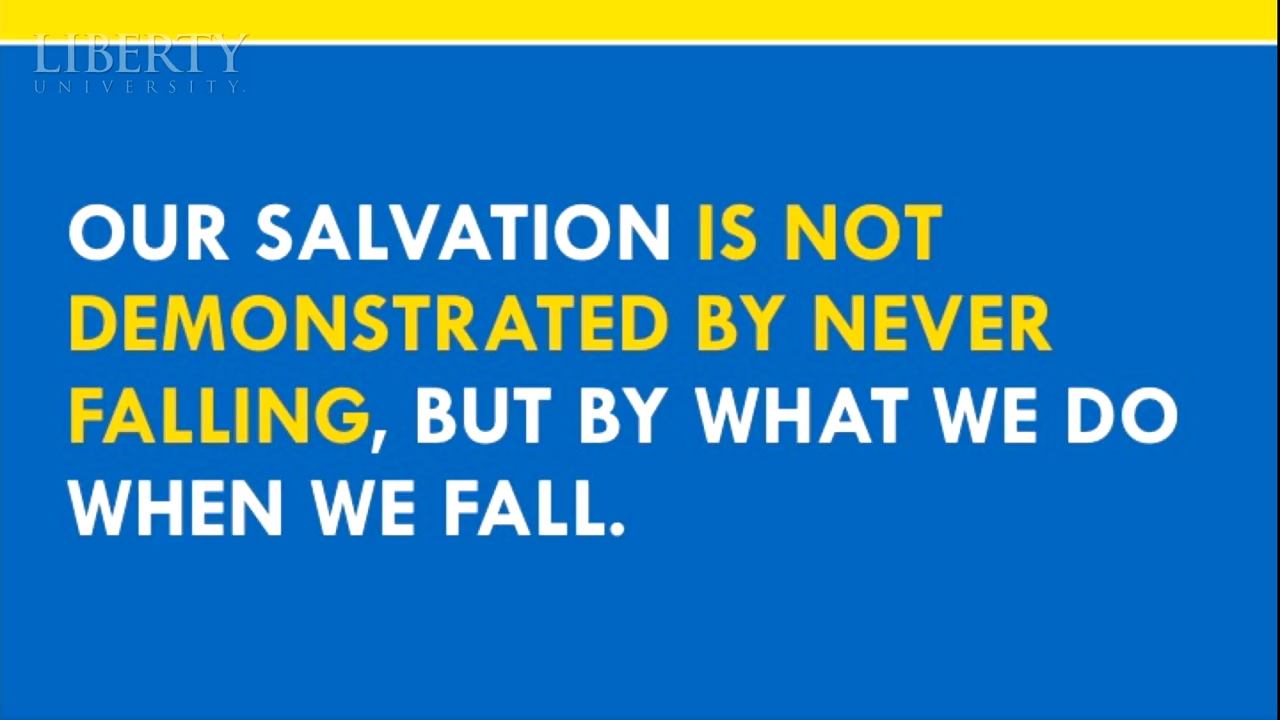 LIBERTY
UNIVERSITY.
OUR SALVATION IS NOT
DEMONSTRATED BY NEVER
FALLING, BUT BY WHAT WE DO
WHEN WE FALL.